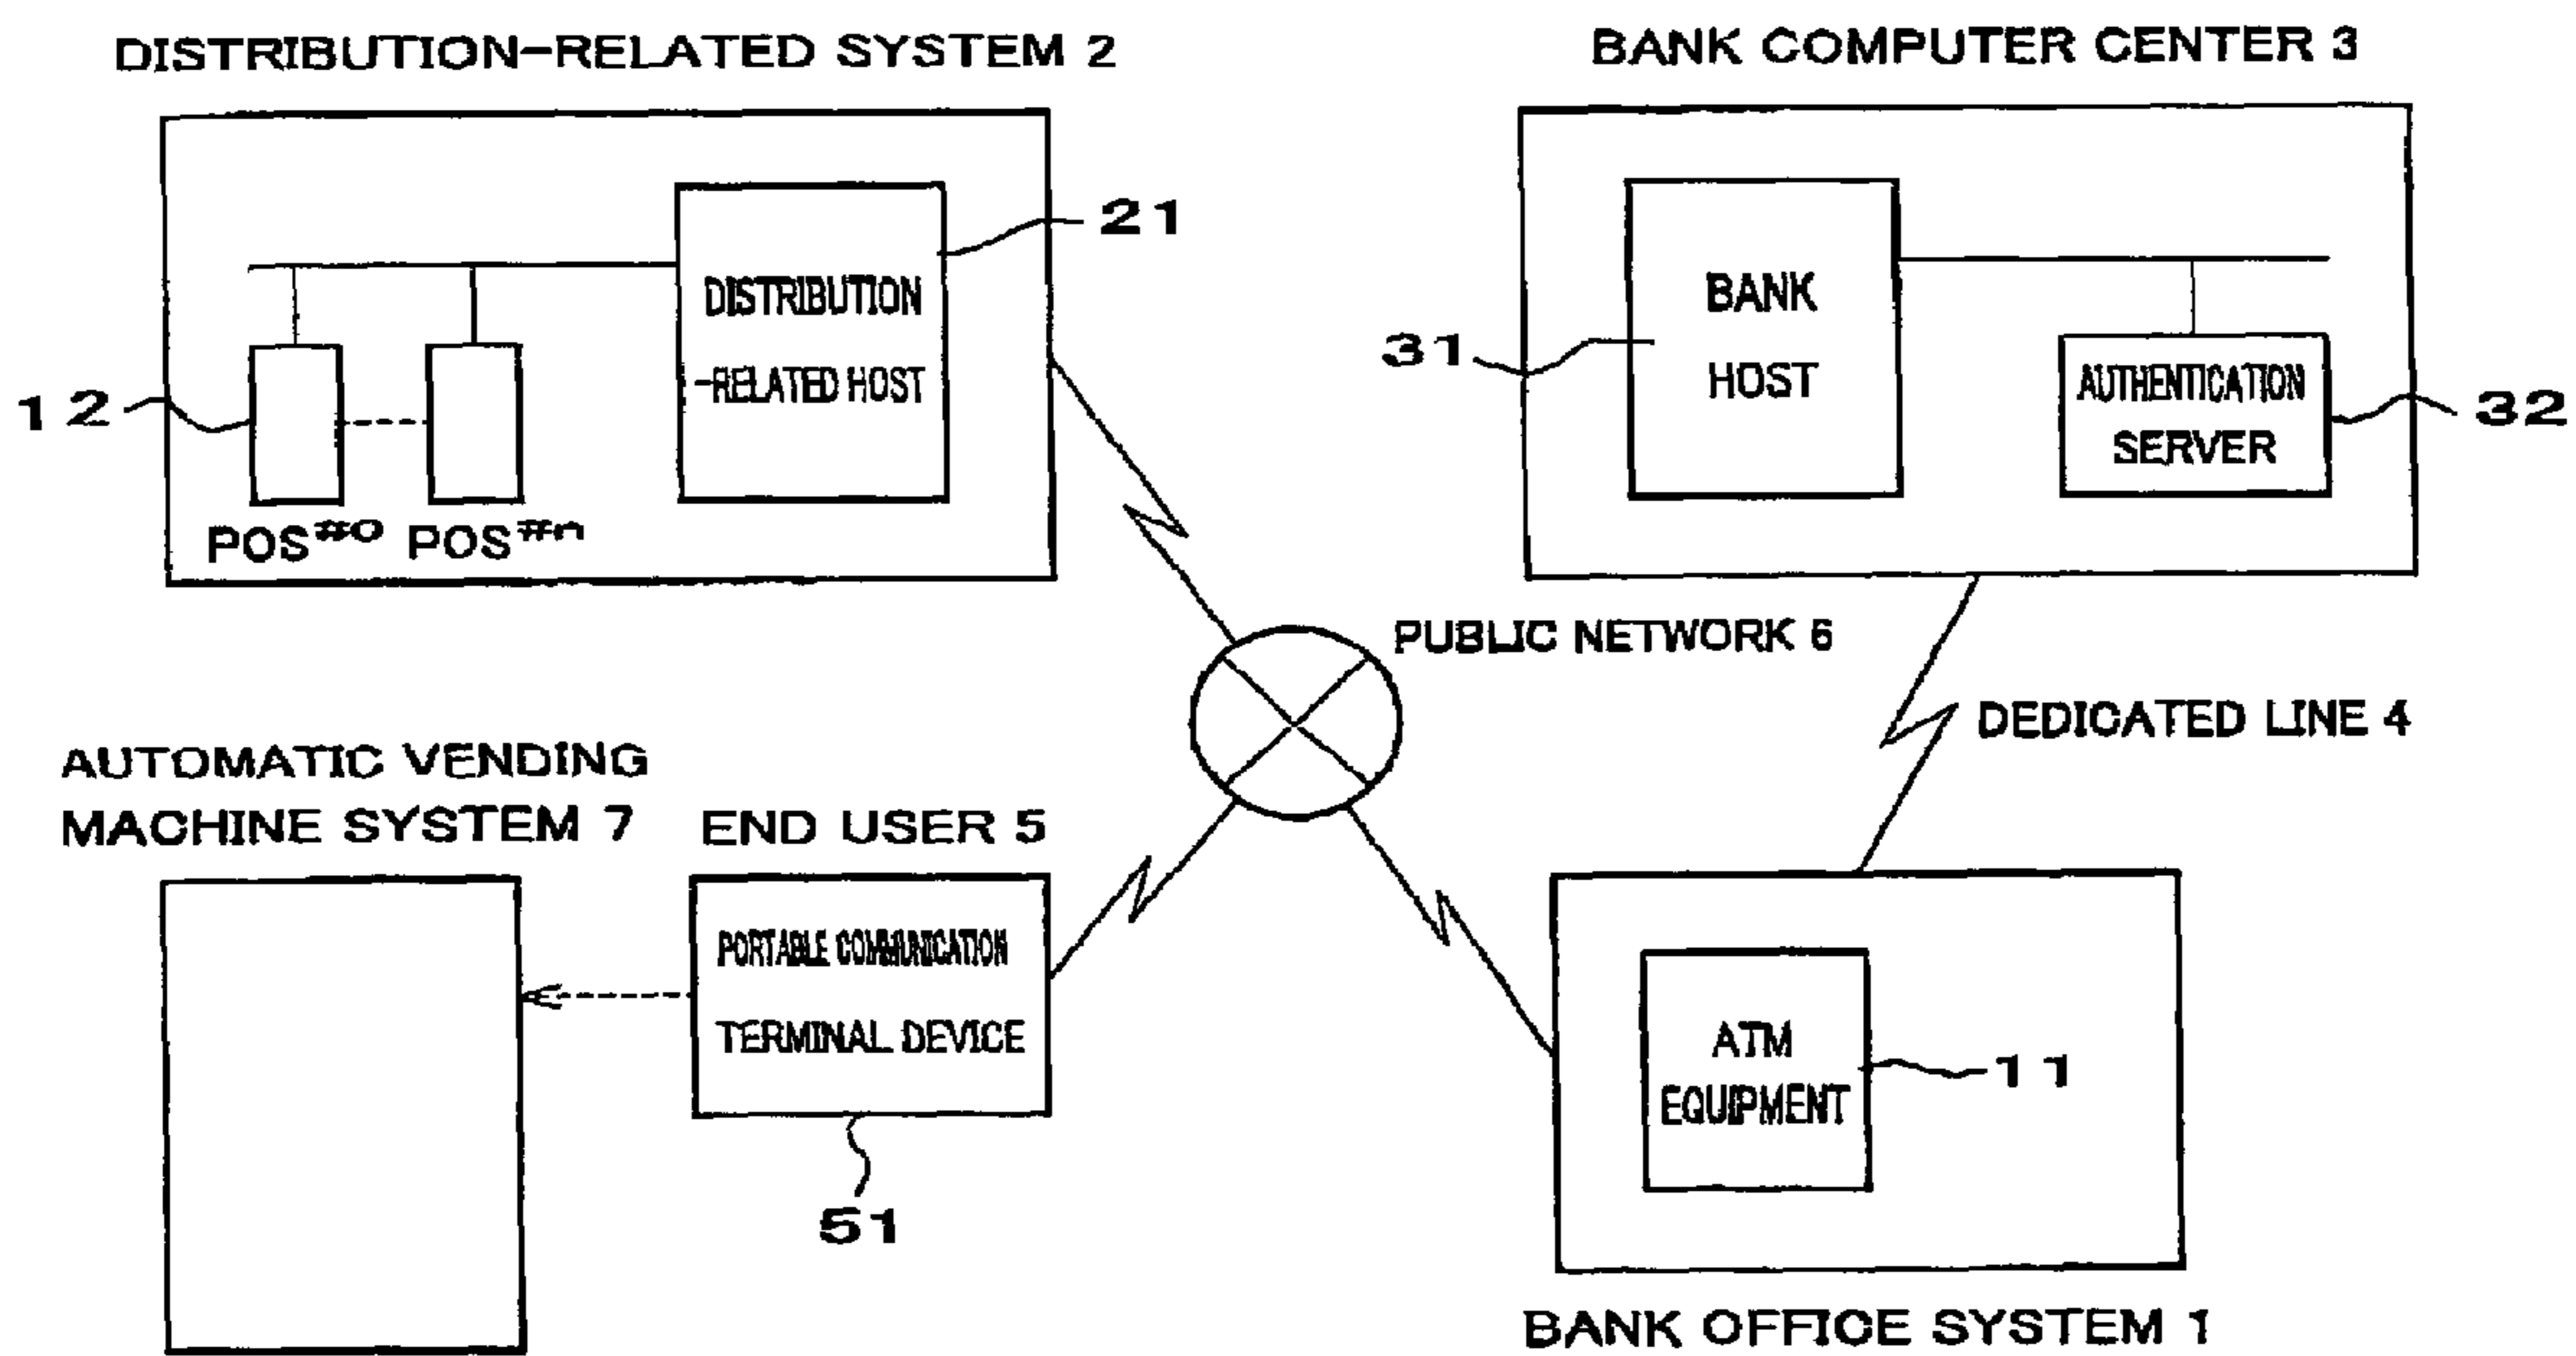 DISTRIBUTION-RELATED SYSTEM 2
BANK COMPUTER CENTER 3
21
DISTRIBUTION
-RELATED HOST
12
POS#0 POS#n
BANK
HOST
31
AUTHENTICATION
SERVER
32
PUBLIC NETWORK 6
DEDICATED LINE 4
AUTOMATIC VENDING
MACHINE SYSTEM 7
END USER 5
PORTABLE COMMUNICATION
TERMINAL DEVICE
51
ATM
EQUIPMENT
11
BANK OFFICE SYSTEM 1